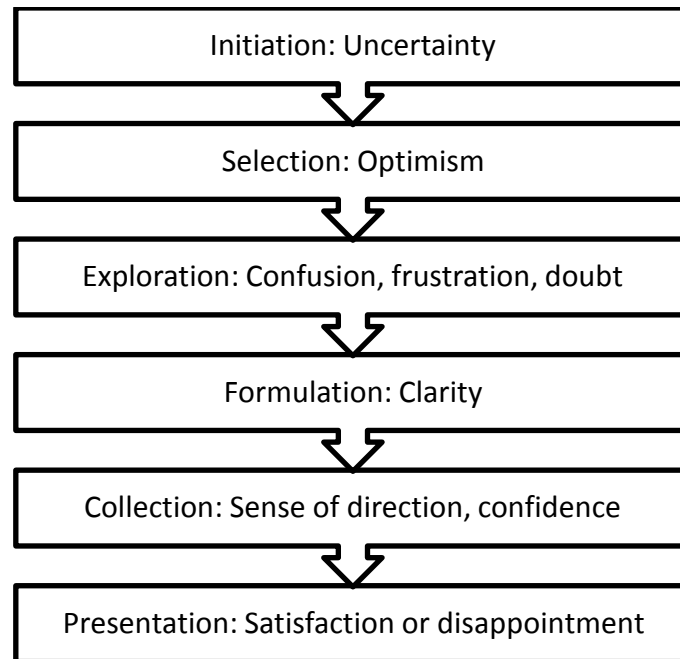 Initiation: Uncertainty
Selection: Optimism
Exploration: Confusion, frustration, doubt
Formulation: Clarity
Collection: Sense of direction, confidence
Presentation: Satisfaction or disappointment